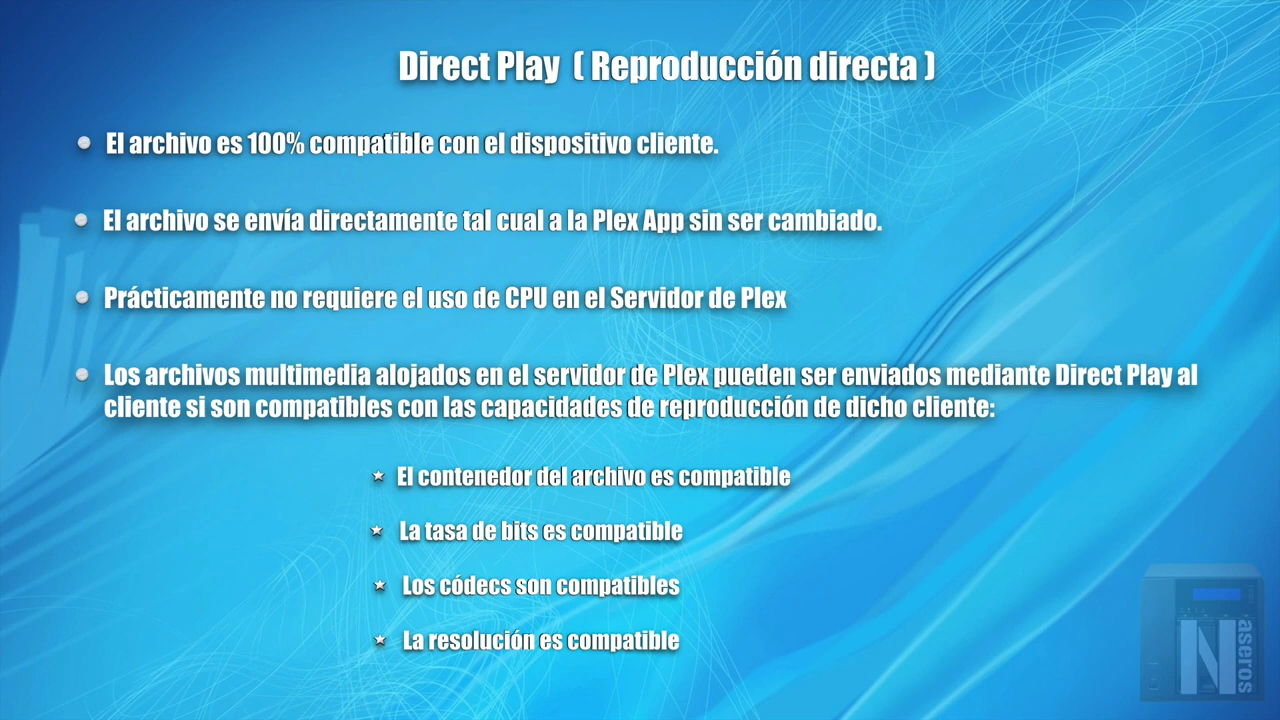 Direct Play ( Reproducción directa )
El archivo es 100% compatible con el dispositivo cliente.
El archivo se envía directamente tal cual a la Plex App sin ser cambiado.
Prácticamente no requiere el uso de CPU en el Servidor de Plex
Los archivos multimedia alojados en el servidor de Plex pueden ser enviados mediante Direct Play al
cliente si son compatibles con las capacidades de reproducción de dicho cliente:
El contenedor del archivo es compatible
La tasa de bits es compatible
Los códecs son compatibles
La resolución es compatible
Naseros